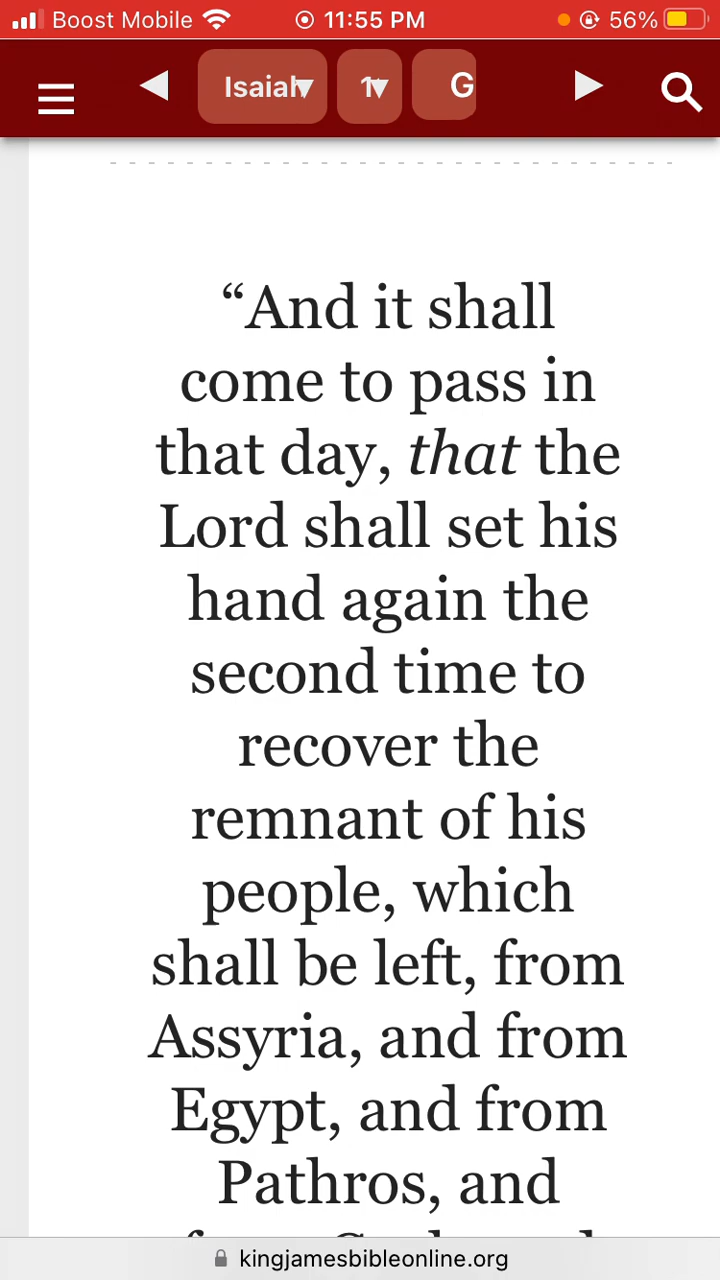 Boost Mobile 11:55 PM 56%
Isaiah 1 G
“And it shall
come to pass in
that day, that the
Lord shall set his
hand again the
second time to
recover the
remnant of his
people, which
shall be left, from
Assyria, and from
Egypt, and from
Pathros, and
kingjamesbibleonline.org